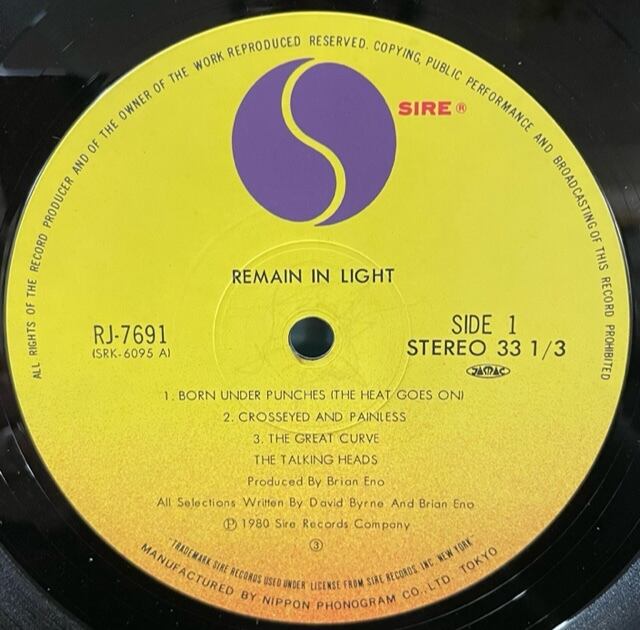 ALL RIGHTS OF THE RECORD PRODUCER AND OF THE OWNER OF THE WORK REPRODUCED RESERVED. COPYING, PUBLIC PERFORMANCE AND BROADCASTING OF THIS RECORD PROHIBITED
SIRE ®
REMAIN IN LIGHT
RJ-7691
(SRK-6095 A)
SIDE 1
STEREO 33 1/3
JASRAC
1. BORN UNDER PUNCHES (THE HEAT GOES ON)
2. CROSSEYED AND PAINLESS
3. THE GREAT CURVE
THE TALKING HEADS
Produced By Brian Eno
All Selections Written By David Byrne And Brian Eno
℗ 1980 Sire Records Company
③
"TRADEMARK SIRE RECORDS USED UNDER LICENSE FROM SIRE RECORDS, INC. NEW YORK"
MANUFACTURED BY NIPPON PHONOGRAM CO., LTD. TOKYO